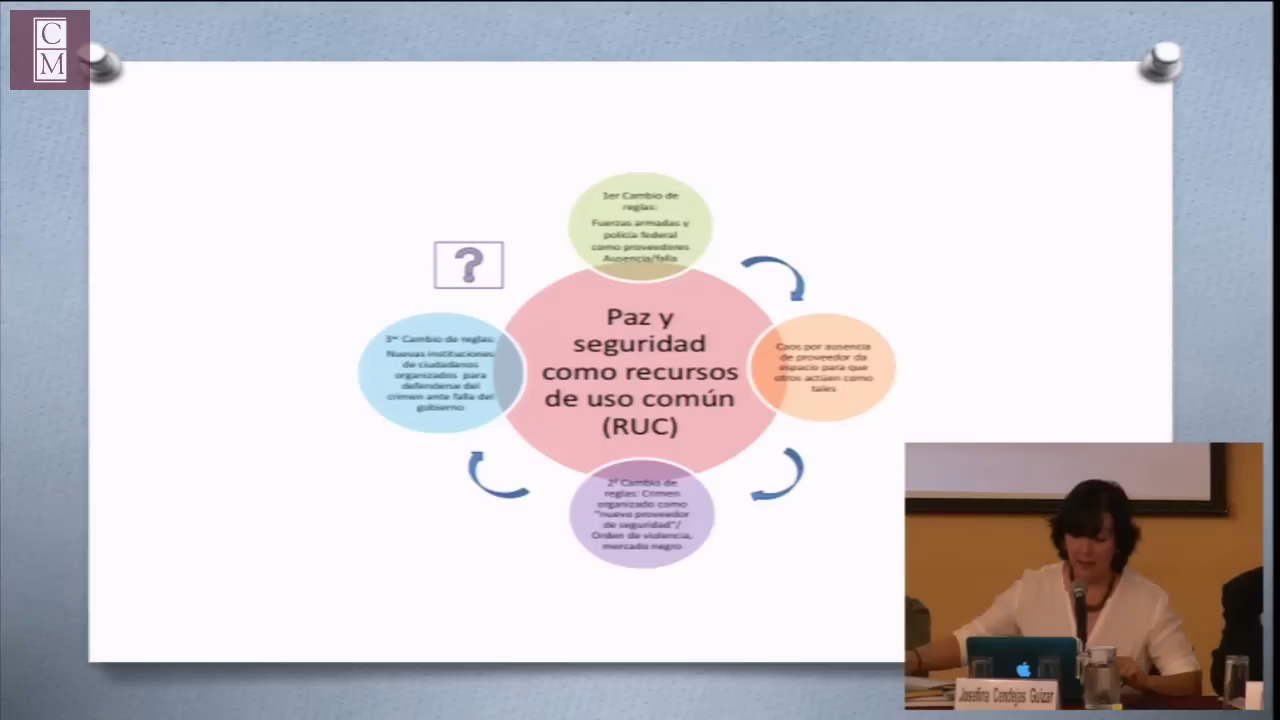 C
M
1er Cambio de
reglas:
Fuerzas armadas y
policía federal
como proveedores
Ausencia/falla
?
3er Cambio de reglas:
Nuevas instituciones
de ciudadanos
organizados para
defenderse del
crimen ante falla del
gobierno
Paz y
seguridad
como recursos
de uso común
(RUC)
Caos por ausencia
de proveedor da
espacio para que
otros actúen como
tales
2º Cambio de
reglas: Crimen
organizado como
"nuevo proveedor
de seguridad"/
Orden de violencia,
mercado negro
Josefina Cendejas Guízar